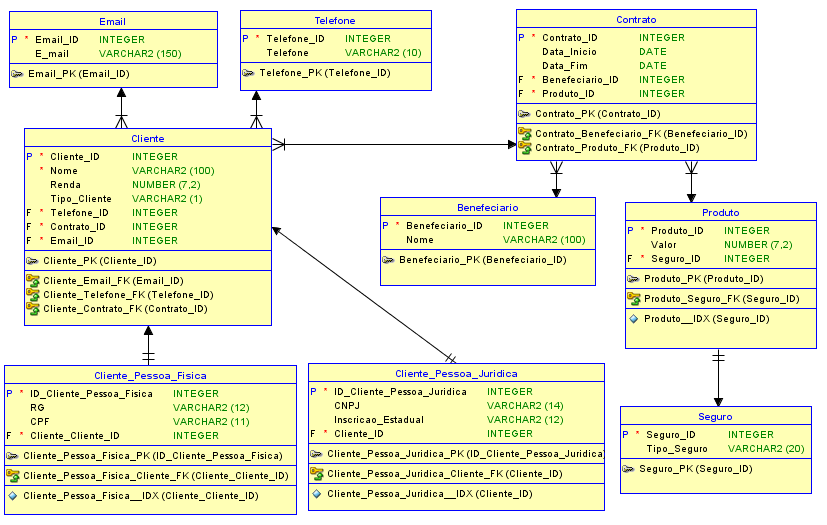 Email
P * Email_ID INTEGER
E_mail VARCHAR2 (150)
Email_PK (Email_ID)
Telefone
P * Telefone_ID INTEGER
Telefone VARCHAR2 (10)
Telefone_PK (Telefone_ID)
Contrato
P * Contrato_ID INTEGER
Data_Inicio DATE
Data_Fim DATE
F * Benefeciario_ID INTEGER
F * Produto_ID INTEGER
Contrato_PK (Contrato_ID)
Contrato_Benefeciario_FK (Benefeciario_ID)
Contrato_Produto_FK (Produto_ID)
Cliente
P * Cliente_ID INTEGER
* Nome VARCHAR2 (100)
Renda NUMBER (7,2)
Tipo_Cliente VARCHAR2 (1)
F * Telefone_ID INTEGER
F * Contrato_ID INTEGER
F * Email_ID INTEGER
Cliente_PK (Cliente_ID)
Cliente_Email_FK (Email_ID)
Cliente_Telefone_FK (Telefone_ID)
Cliente_Contrato_FK (Contrato_ID)
Benefeciario
P * Benefeciario_ID INTEGER
Nome VARCHAR2 (100)
Benefeciario_PK (Benefeciario_ID)
Produto
P * Produto_ID INTEGER
Valor NUMBER (7,2)
F * Seguro_ID INTEGER
Produto_PK (Produto_ID)
Produto_Seguro_FK (Seguro_ID)
Produto__IDX (Seguro_ID)
Cliente_Pessoa_Fisica
P * ID_Cliente_Pessoa_Fisica INTEGER
RG VARCHAR2 (12)
CPF VARCHAR2 (11)
F * Cliente_Cliente_ID INTEGER
Cliente_Pessoa_Fisica_PK (ID_Cliente_Pessoa_Fisica)
Cliente_Pessoa_Fisica_Cliente_FK (Cliente_Cliente_ID)
Cliente_Pessoa_Fisica__IDX (Cliente_Cliente_ID)
Cliente_Pessoa_Juridica
P * ID_Cliente_Pessoa_Juridica INTEGER
CNPJ VARCHAR2 (14)
Inscricao_Estadual VARCHAR2 (12)
F * Cliente_ID INTEGER
Cliente_Pessoa_Juridica_PK (ID_Cliente_Pessoa_Juridica)
Cliente_Pessoa_Juridica_Cliente_FK (Cliente_ID)
Cliente_Pessoa_Juridica__IDX (Cliente_ID)
Seguro
P * Seguro_ID INTEGER
Tipo_Seguro VARCHAR2 (20)
Seguro_PK (Seguro_ID)